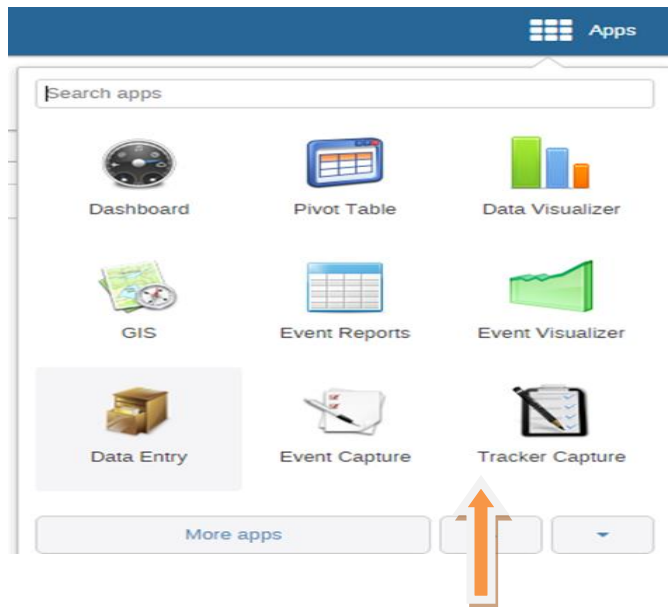 Apps
Search apps
Dashboard Pivot Table Data Visualizer
GIS Event Reports Event Visualizer
Data Entry Event Capture Tracker Capture
More apps